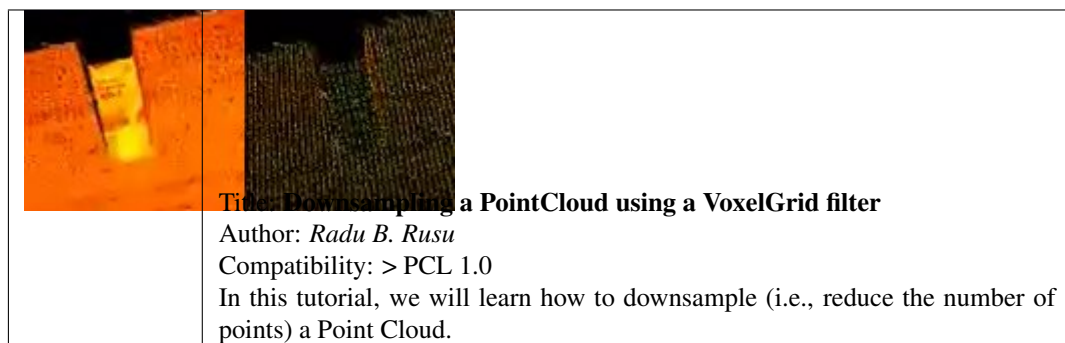 Title: Downsampling a PointCloud using a VoxelGrid filter
Author: Radu B. Rusu
Compatibility: > PCL 1.0
In this tutorial, we will learn how to downsample (i.e., reduce the number of
points) a Point Cloud.